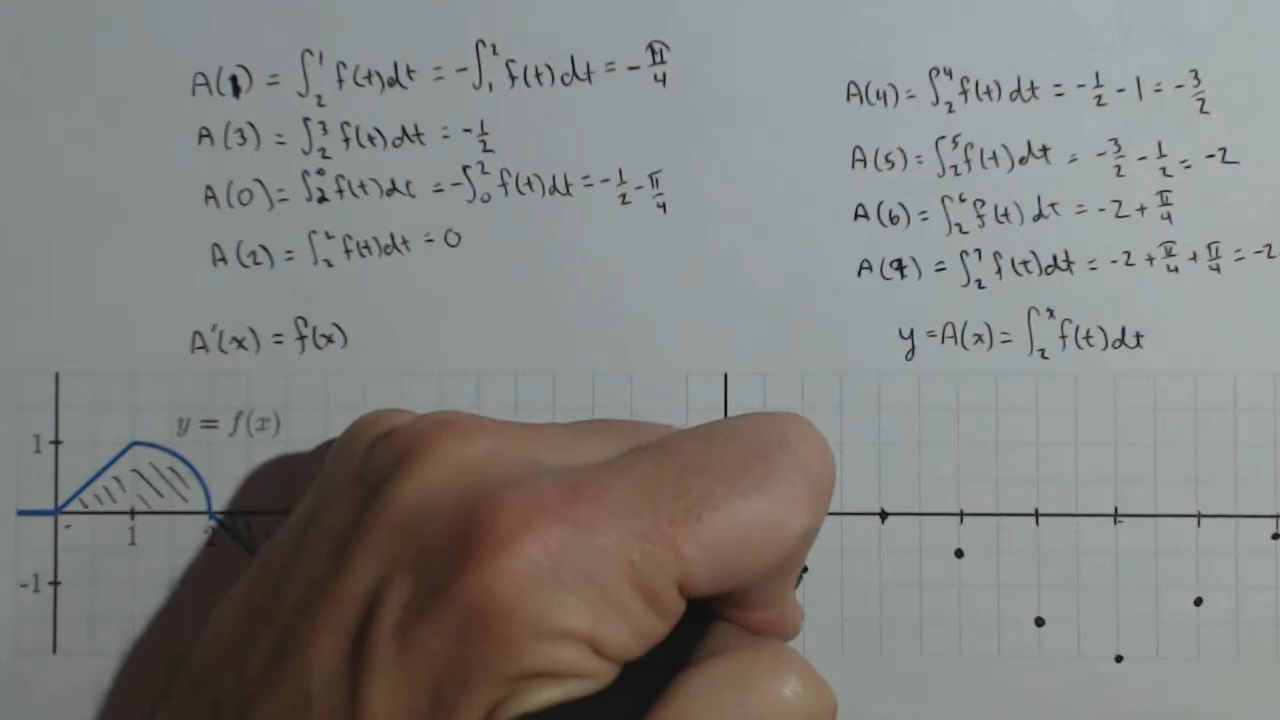 A(1) = ∫₂¹ f(t)dt = -∫₁² f(t)dt = -π/4
A(3) = ∫₂³ f(t)dt = -1/2
A(0) = ∫₂⁰ f(t)dt = -∫₀² f(t)dt = -1/2 - π/4
A(2) = ∫₂² f(t)dt = 0
A'(x) = f(x)
A(4) = ∫₂⁴ f(t)dt = -1/2 - 1 = -3/2
A(5) = ∫₂⁵ f(t)dt = -3/2 - 1/2 = -2
A(6) = ∫₂⁶ f(t)dt = -2 + π/4
A(7) = ∫₂⁷ f(t)dt = -2 + π/4 + π/4 = -2
y = A(x) = ∫₂ˣ f(t)dt
y = f(x)
1
1
2
-1